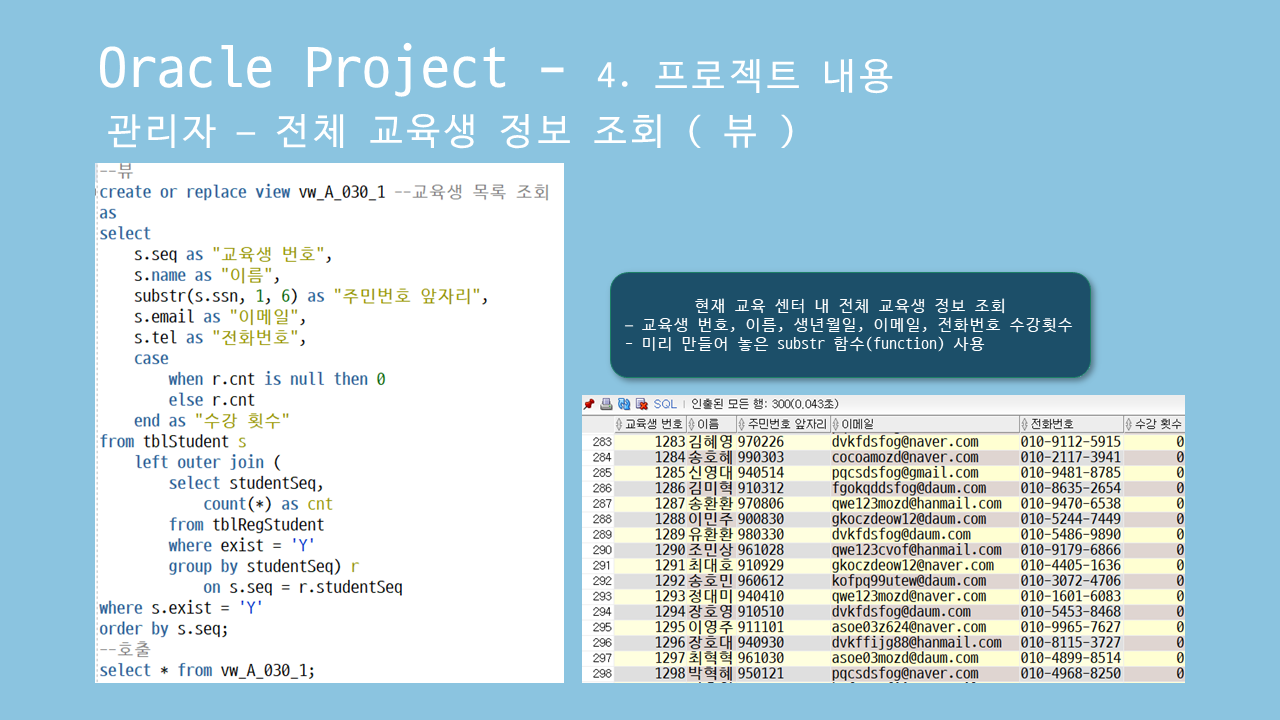 Oracle Project - 4. 프로젝트 내용
관리자 – 전체 교육생 정보 조회 ( 뷰 )
--뷰
create or replace view vw_A_030_1 --교육생 목록 조회
as
select
s.seq as "교육생 번호",
s.name as "이름",
substr(s.ssn, 1, 6) as "주민번호 앞자리",
s.email as "이메일",
s.tel as "전화번호",
case
when r.cnt is null then 0
else r.cnt
end as "수강 횟수"
from tblStudent s
left outer join (
select studentSeq,
count(*) as cnt
from tblRegStudent
where exist = 'Y'
group by studentSeq) r
on s.seq = r.studentSeq
where s.exist = 'Y'
order by s.seq;
--호출
select * from vw_A_030_1;
현재 교육 센터 내 전체 교육생 정보 조회
– 교육생 번호, 이름, 생년월일, 이메일, 전화번호 수강횟수
- 미리 만들어 놓은 substr 함수(function) 사용
SQL | 인출된 모든 행: 300(0,043초)
교육생 번호 이름 주민번호 앞자리 이메일 전화번호 수강 횟수
283 1283 김혜영 970226 dvkfdsfog@naver.com 010-9112-5915 0
284 1284 송호혜 990303 cocoamozd@naver.com 010-2117-3941 0
285 1285 신영대 940514 pqcsdsfog@gmail.com 010-9481-8785 0
286 1286 김미혁 910312 fgokqddsfog@daum.com 010-8635-2654 0
287 1287 송환환 970806 qwe123mozd@hanmail.com 010-9470-6538 0
288 1288 이민주 900830 gkoczdeow12@daum.com 010-5244-7449 0
289 1289 유환환 980330 dvkfdsfog@daum.com 010-5486-9890 0
290 1290 조민상 961028 qwe123cvof@hanmail.com 010-9179-6866 0
291 1291 최대호 910929 gkoczdeow12@naver.com 010-4405-1636 0
292 1292 송호민 960612 kofpq99utew@daum.com 010-3072-4706 0
293 1293 정대미 940410 qwe123mozd@naver.com 010-1601-6083 0
294 1294 장호영 910510 dvkfdsfog@daum.com 010-5453-8468 0
295 1295 이영주 911101 asoe03z624@naver.com 010-9965-7627 0
296 1296 장호대 940930 dvkffijg88@hanmail.com 010-8115-3727 0
297 1297 최혁혁 961030 asoe03mozd@daum.com 010-4899-8514 0
298 1298 박혁혜 950121 pqcsdsfog@naver.com 010-4968-8250 0